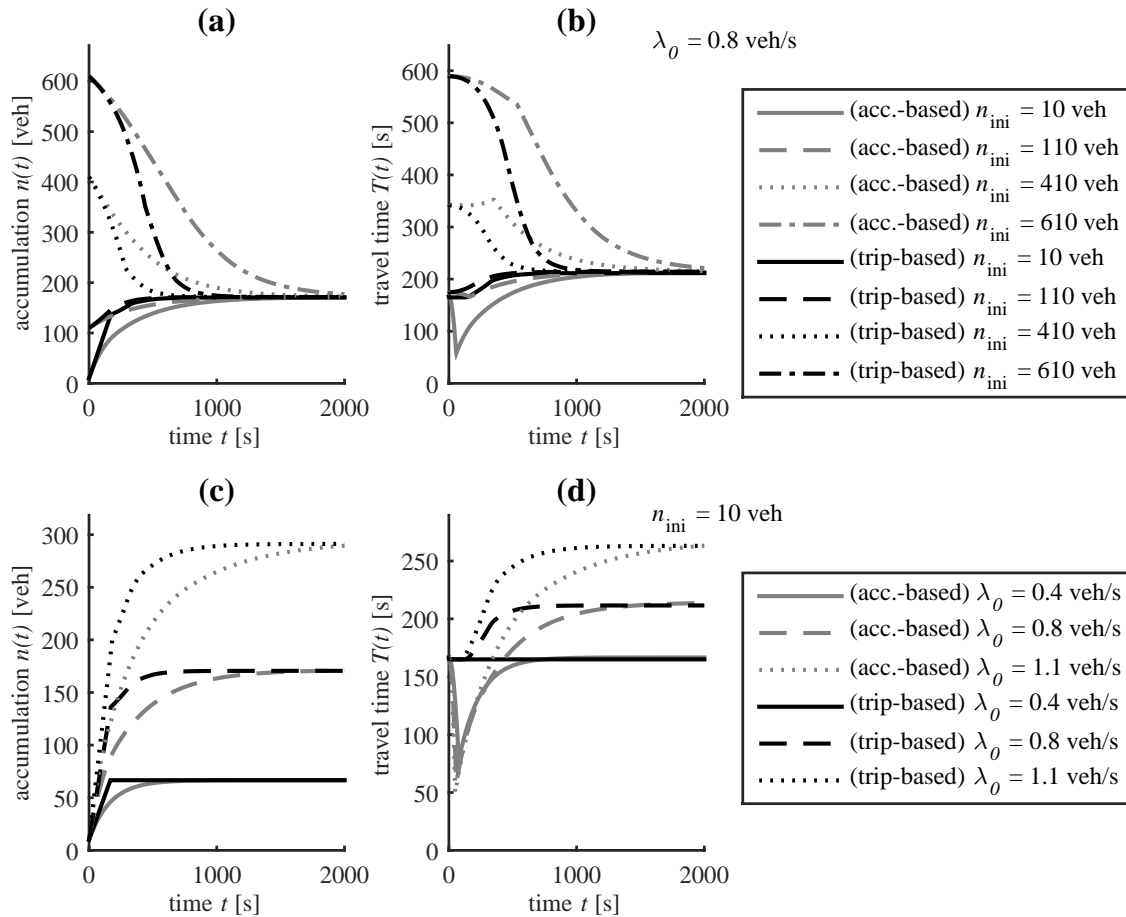 (a)
(b)
λ0 = 0.8 veh/s
accumulation n(t) [veh]
600
500
400
300
200
100
0
0
1000
2000
time t [s]
travel time T(t) [s]
600
500
400
300
200
100
0
0
1000
2000
time t [s]
(acc.-based) nini = 10 veh
(acc.-based) nini = 110 veh
(acc.-based) nini = 410 veh
(acc.-based) nini = 610 veh
(trip-based) nini = 10 veh
(trip-based) nini = 110 veh
(trip-based) nini = 410 veh
(trip-based) nini = 610 veh
(c)
(d)
nini = 10 veh
accumulation n(t) [veh]
300
250
200
150
100
50
0
0
1000
2000
time t [s]
travel time T(t) [s]
250
200
150
100
50
0
0
1000
2000
time t [s]
(acc.-based) λ0 = 0.4 veh/s
(acc.-based) λ0 = 0.8 veh/s
(acc.-based) λ0 = 1.1 veh/s
(trip-based) λ0 = 0.4 veh/s
(trip-based) λ0 = 0.8 veh/s
(trip-based) λ0 = 1.1 veh/s